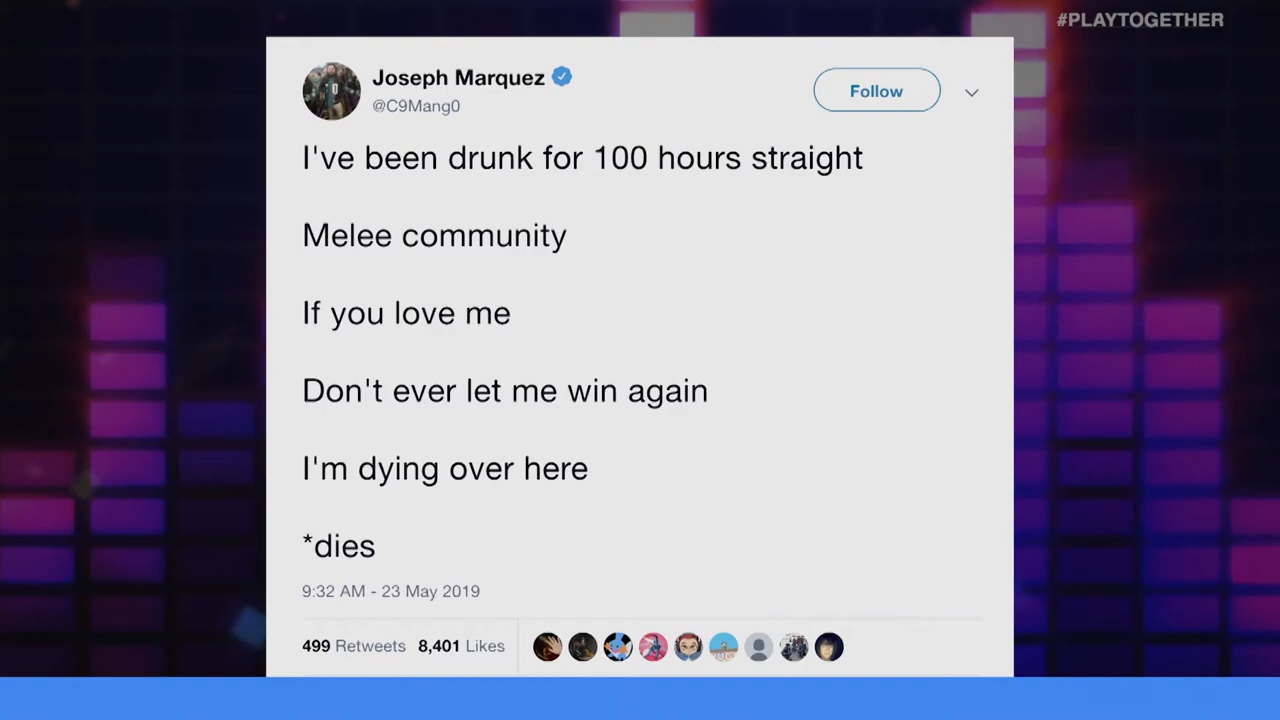 #PLAYTOGETHER
Joseph Marquez
@C9Mang0
Follow
I've been drunk for 100 hours straight
Melee community
If you love me
Don't ever let me win again
I'm dying over here
*dies
9:32 AM - 23 May 2019
499 Retweets 8,401 Likes